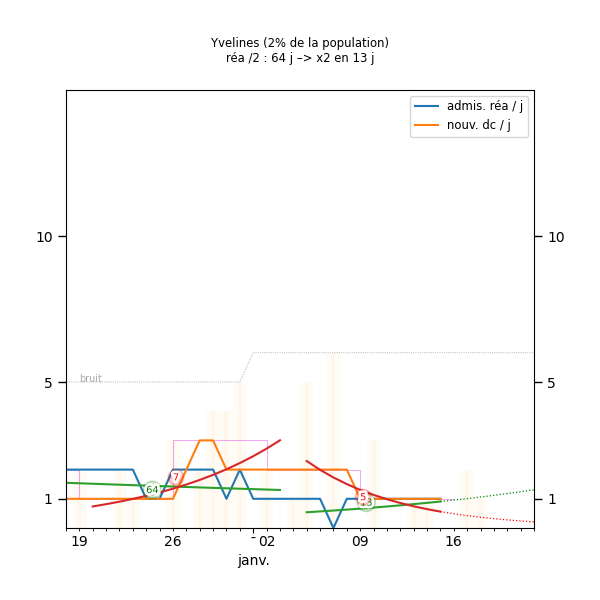 Yvelines (2% de la population)
réa /2 : 64 j –> x2 en 13 j
admis. réa / j
nouv. dc / j
10
10
bruit
5
5
7
64
5
13
1
1
19
26
02
09
16
janv.